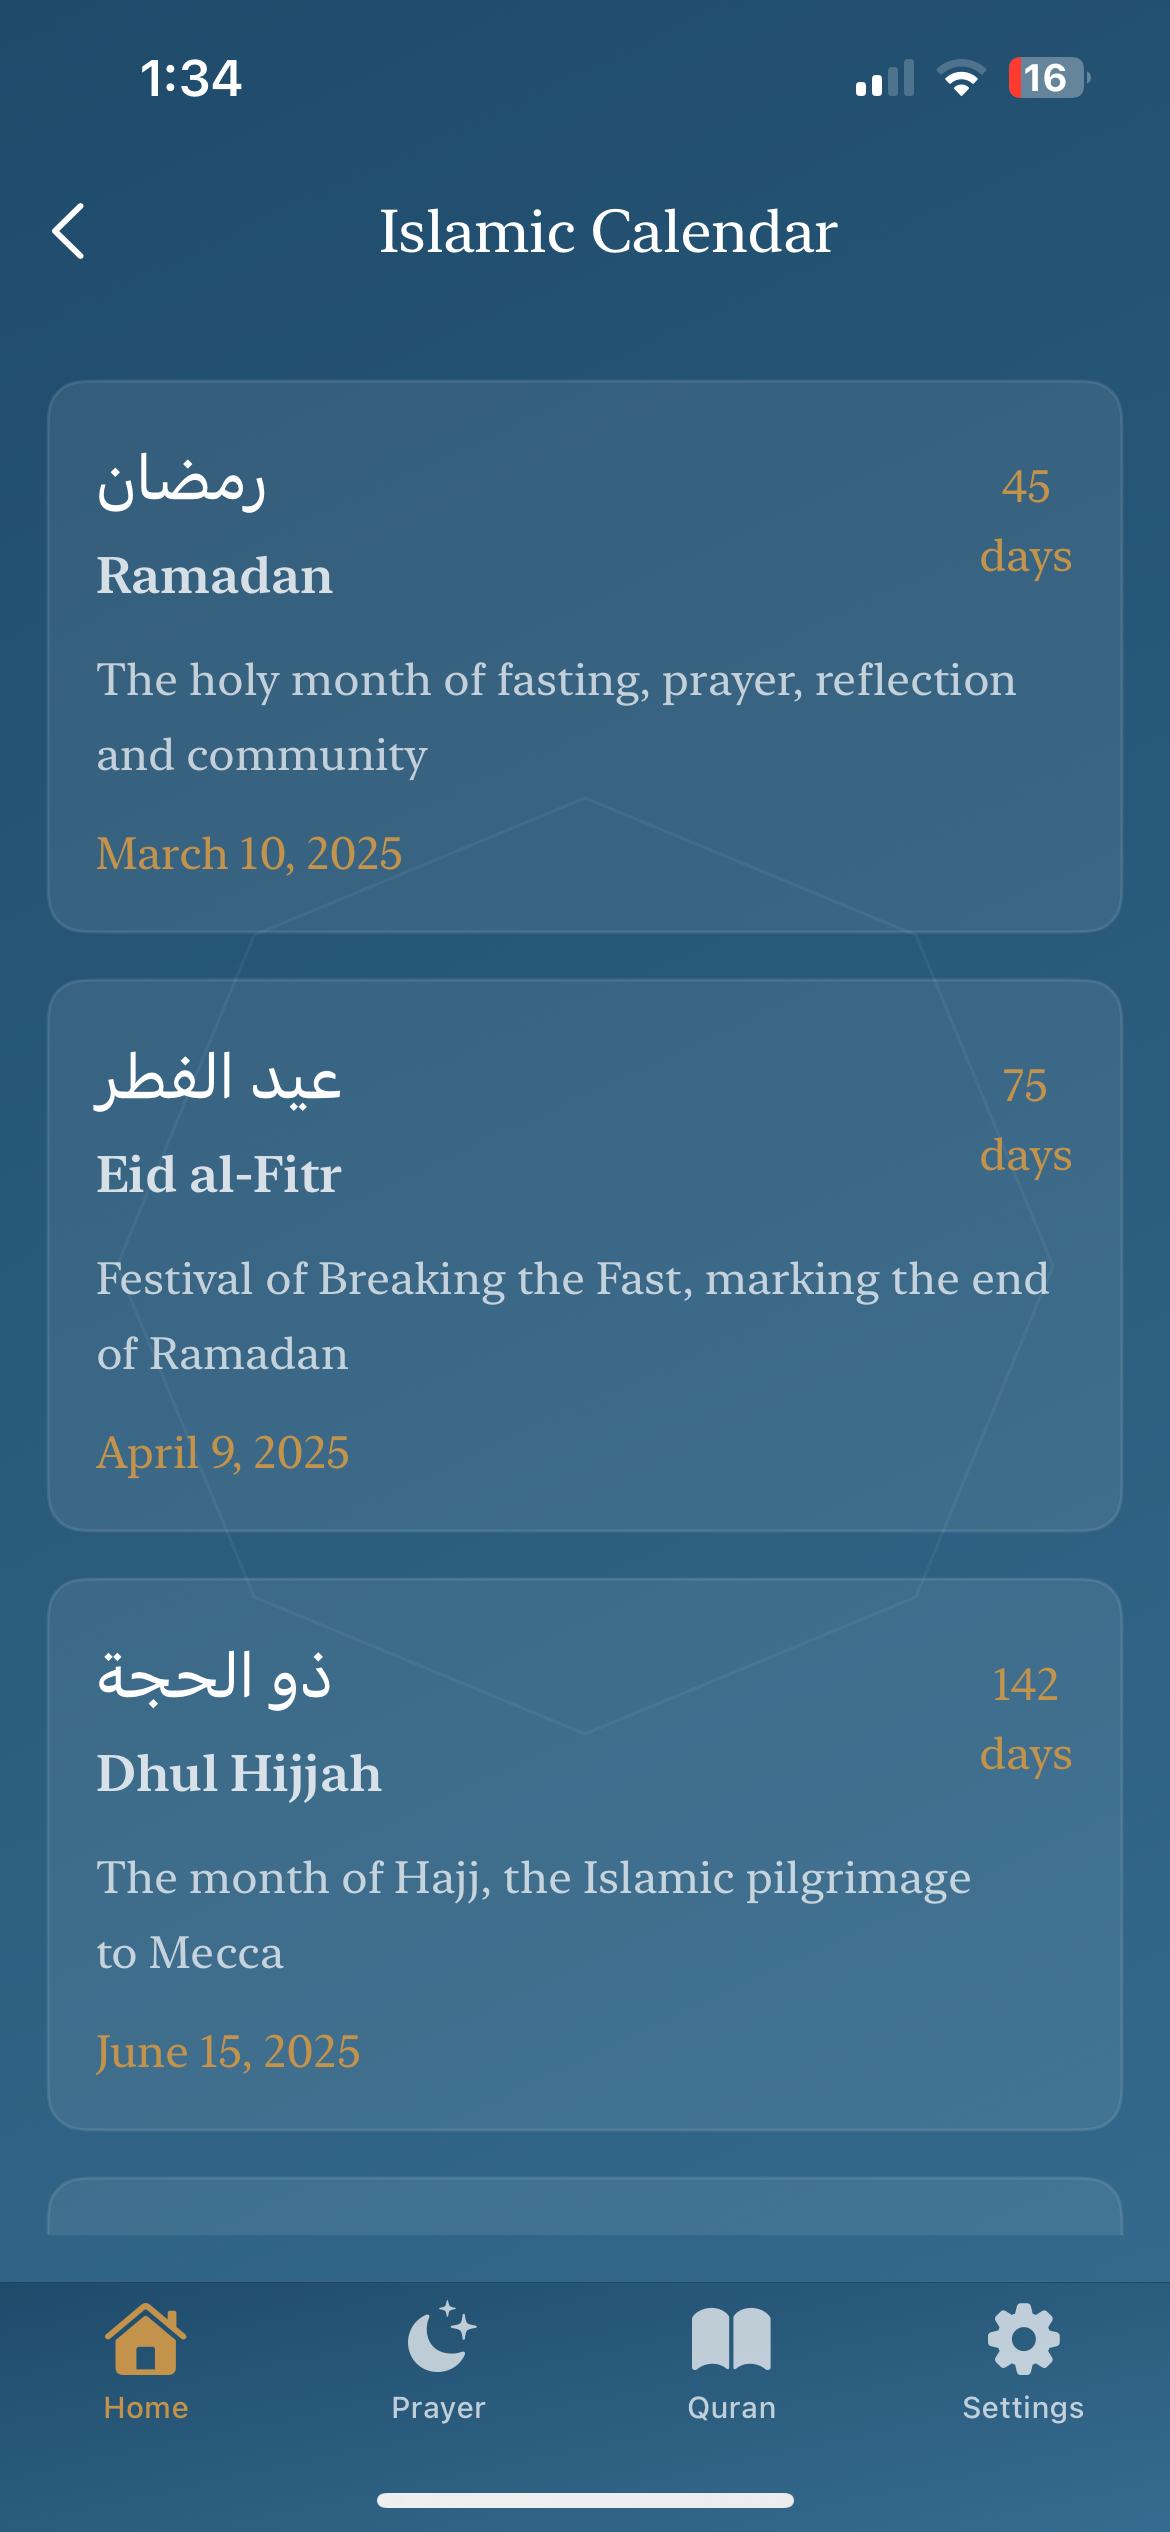 1:34
16
Islamic Calendar
رمضان
45
days
Ramadan
The holy month of fasting, prayer, reflection
and community
March 10, 2025
عيد الفطر
75
days
Eid al-Fitr
Festival of Breaking the Fast, marking the end
of Ramadan
April 9, 2025
ذو الحجة
142
days
Dhul Hijjah
The month of Hajj, the Islamic pilgrimage
to Mecca
June 15, 2025
Home
Prayer
Quran
Settings